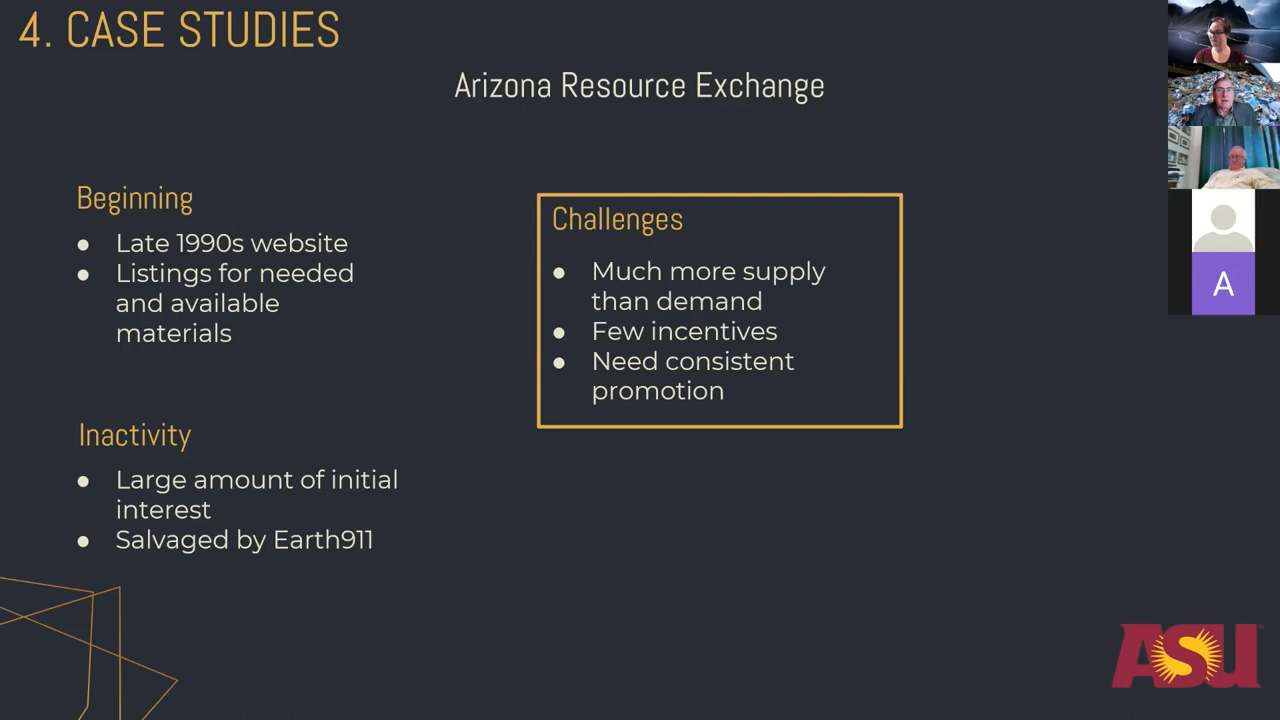 4. CASE STUDIES
Arizona Resource Exchange
Beginning
● Late 1990s website
● Listings for needed
and available
materials
Inactivity
● Large amount of initial
interest
● Salvaged by Earth911
Challenges
● Much more supply
than demand
● Few incentives
● Need consistent
promotion
A
ASU